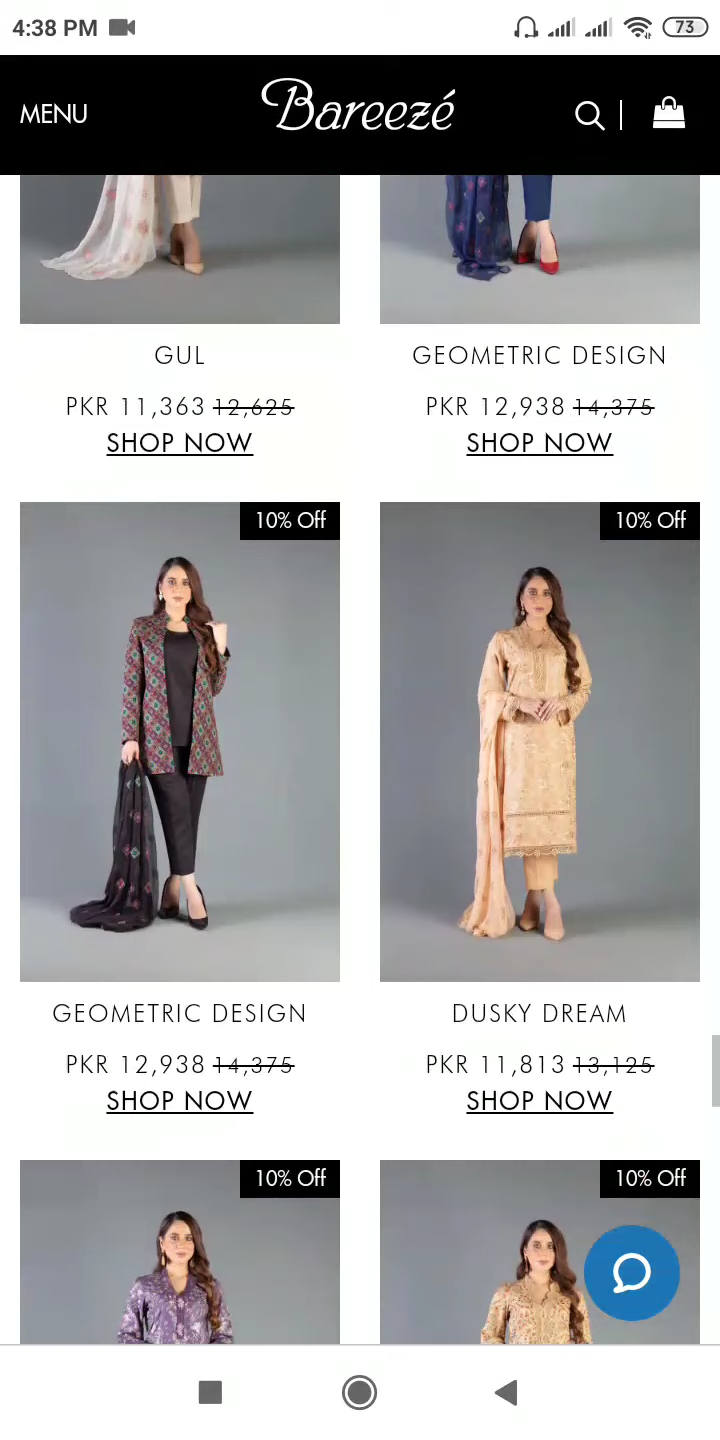 4:38 PM 73
MENU Bareezé
GUL
GEOMETRIC DESIGN
PKR 11,363 12,625
PKR 12,938 14,375
SHOP NOW
SHOP NOW
10% Off
10% Off
GEOMETRIC DESIGN
DUSKY DREAM
PKR 12,938 14,375
PKR 11,813 13,125
SHOP NOW
SHOP NOW
10% Off
10% Off